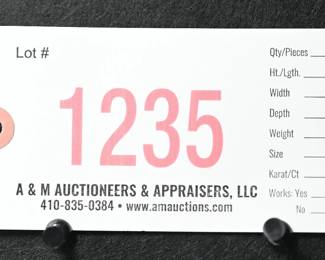 Lot #
1235
A & M AUCTIONEERS & APPRAISERS, LLC
410-835-0384 • www.amauctions.com
Qty/Pieces
Ht./Lgth.
Width
Depth
Weight
Size
Karat/Ct
Works: Yes
No